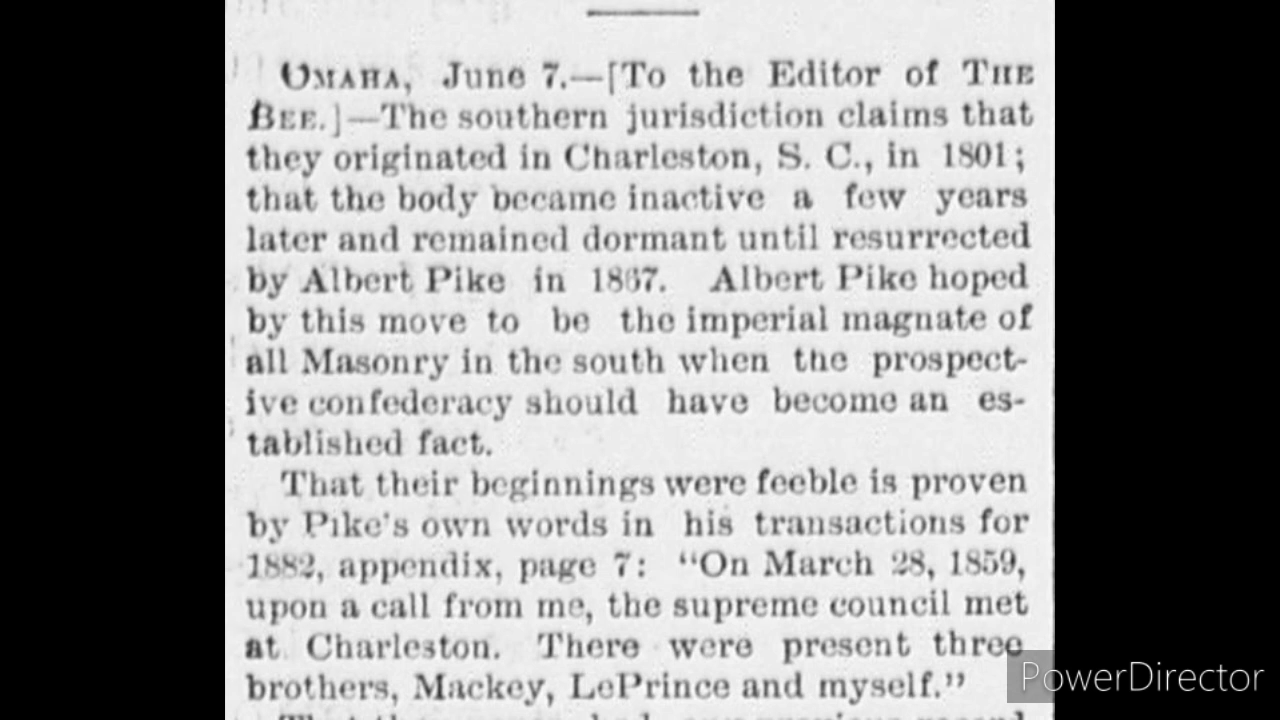 OMAHA, June 7.—[To the Editor of THE
BEE.]—The southern jurisdiction claims that
they originated in Charleston, S. C., in 1801;
that the body became inactive a few years
later and remained dormant until resurrected
by Albert Pike in 1867. Albert Pike hoped
by this move to be the imperial magnate of
all Masonry in the south when the prospect-
ive confederacy should have become an es-
tablished fact.
That their beginnings were feeble is proven
by Pike's own words in his transactions for
1882, appendix, page 7: "On March 28, 1859,
upon a call from me, the supreme council met
at Charleston. There were present three
brothers, Mackey, LePrince and myself."
PowerDirector